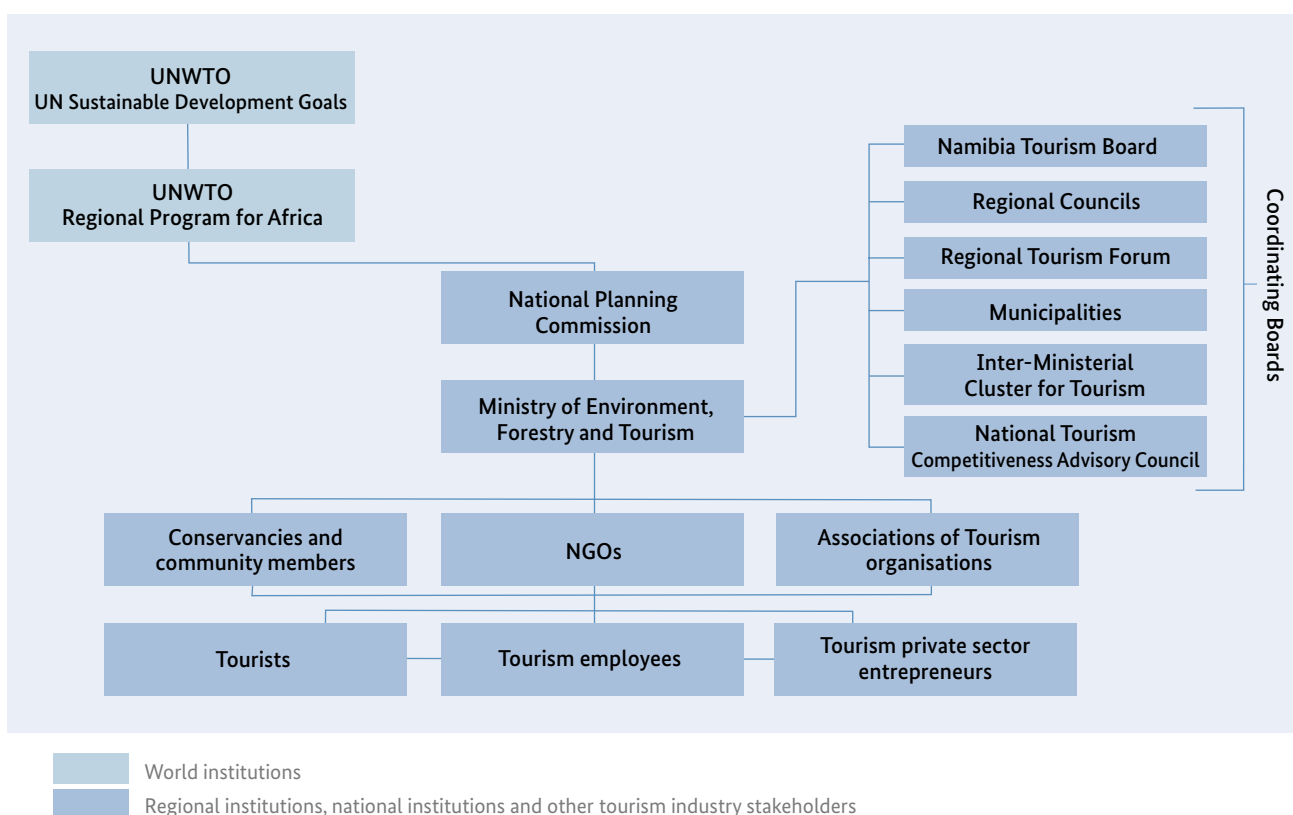 UNWTO
UN Sustainable Development Goals
UNWTO
Regional Program for Africa
National Planning
Commission
Ministry of Environment,
Forestry and Tourism
Namibia Tourism Board
Regional Councils
Regional Tourism Forum
Municipalities
Inter-Ministerial
Cluster for Tourism
National Tourism
Competitiveness Advisory Council
Coordinating Boards
Conservancies and
community members
NGOs
Associations of Tourism
organisations
Tourists
Tourism employees
Tourism private sector
entrepreneurs
World institutions
Regional institutions, national institutions and other tourism industry stakeholders